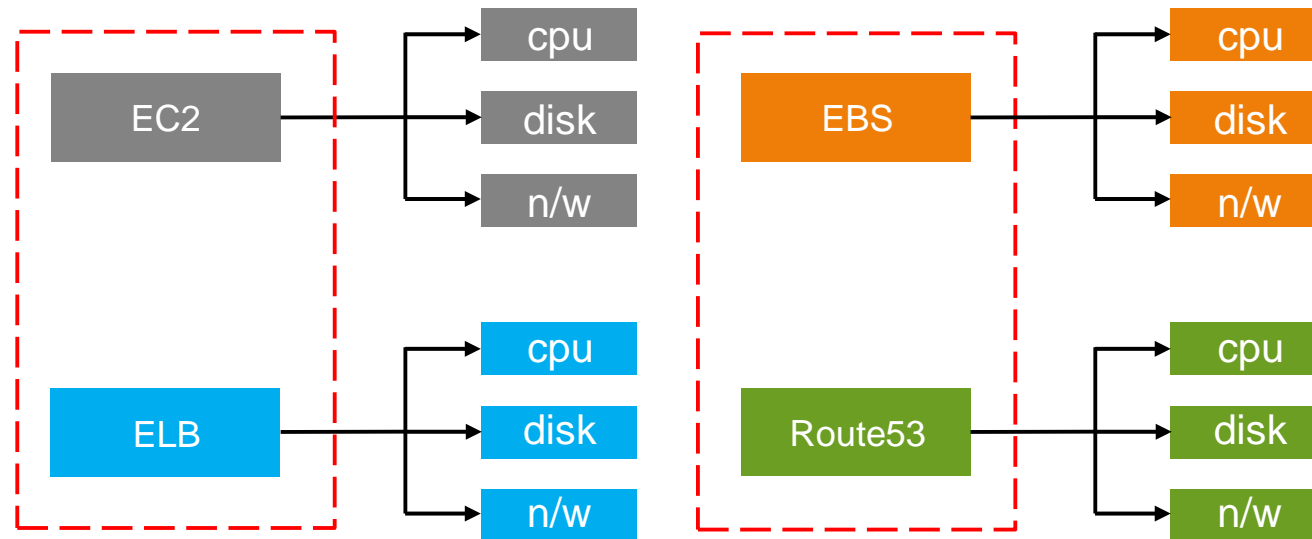 EC2
cpu
disk
n/w
EBS
cpu
disk
n/w
ELB
cpu
disk
n/w
Route53
cpu
disk
n/w